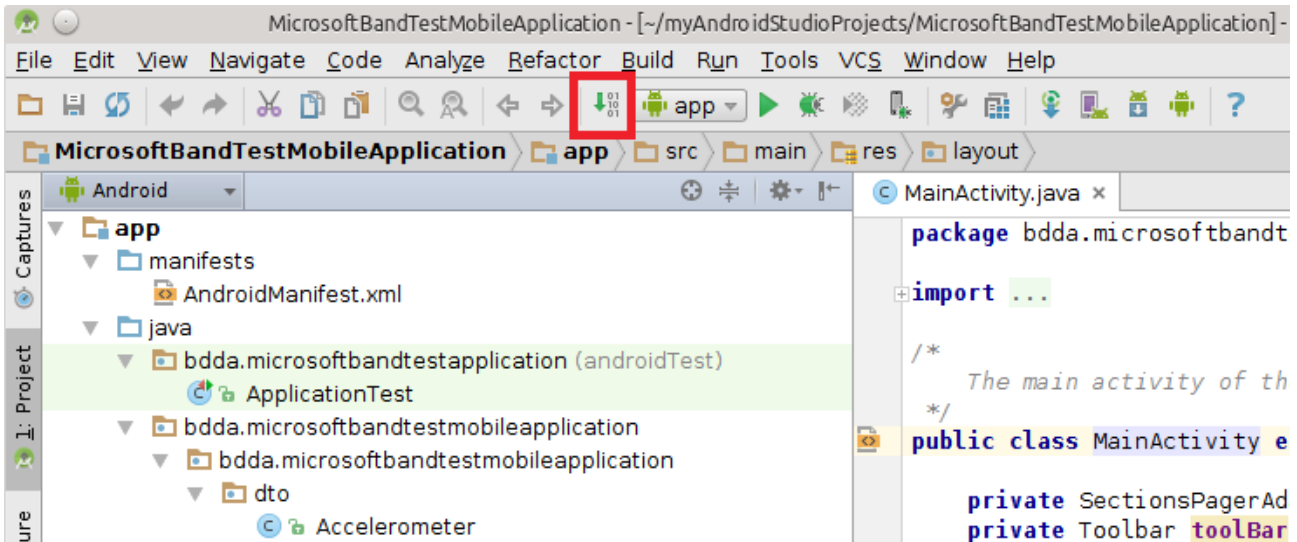 MicrosoftBandTestMobileApplication - [~/myAndroidStudioProjects/MicrosoftBandTestMobileApplication] -
File Edit View Navigate Code Analyze Refactor Build Run Tools VCS Window Help
app
MicrosoftBandTestMobileApplication app src main res layout
Captures
1: Project
Android
app
manifests
AndroidManifest.xml
java
bdda.microsoftbandtestapplication (androidTest)
ApplicationTest
bdda.microsoftbandtestmobileapplication
bdda.microsoftbandtestmobileapplication
dto
Accelerometer
MainActivity.java
package bdda.microsoftbandt
import ...
/*
The main activity of th
*/
public class MainActivity e
private SectionsPagerAd
private Toolbar toolBar